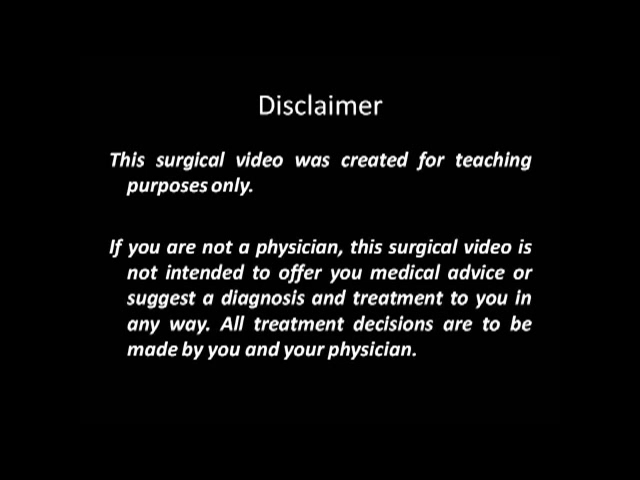 Disclaimer
This surgical video was created for teaching
purposes only.
If you are not a physician, this surgical video is
not intended to offer you medical advice or
suggest a diagnosis and treatment to you in
any way. All treatment decisions are to be
made by you and your physician.